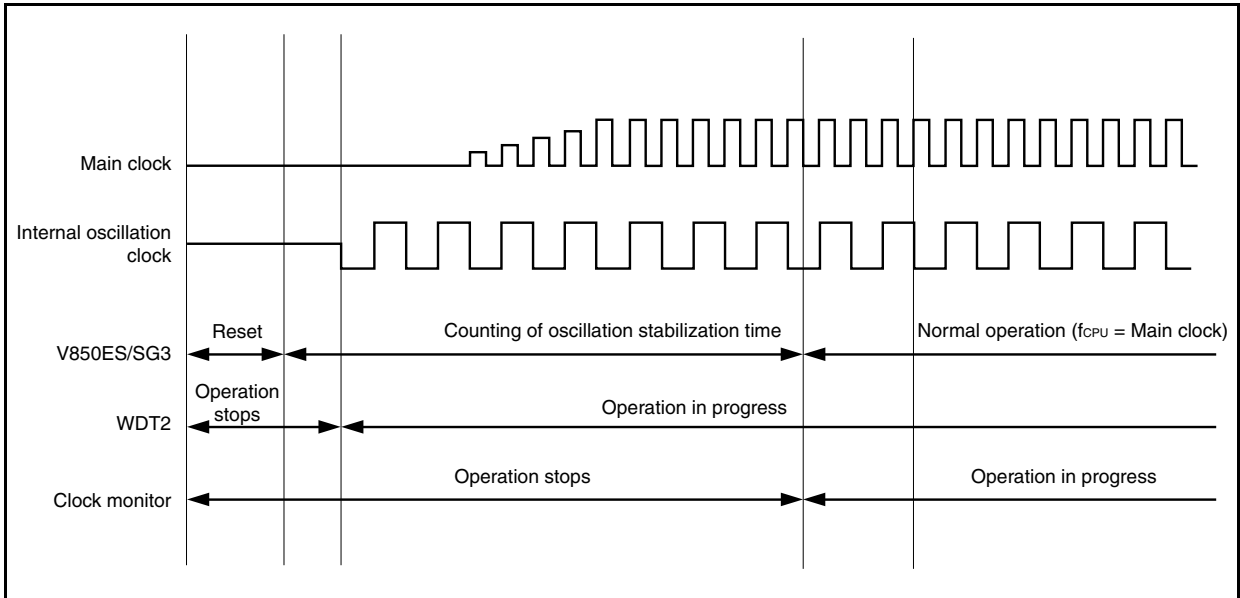 Main clock
Internal oscillation
clock
Reset
Counting of oscillation stabilization time
Normal operation (fCPU = Main clock)
V850ES/SG3
Operation
stops
Operation in progress
WDT2
Operation stops
Operation in progress
Clock monitor